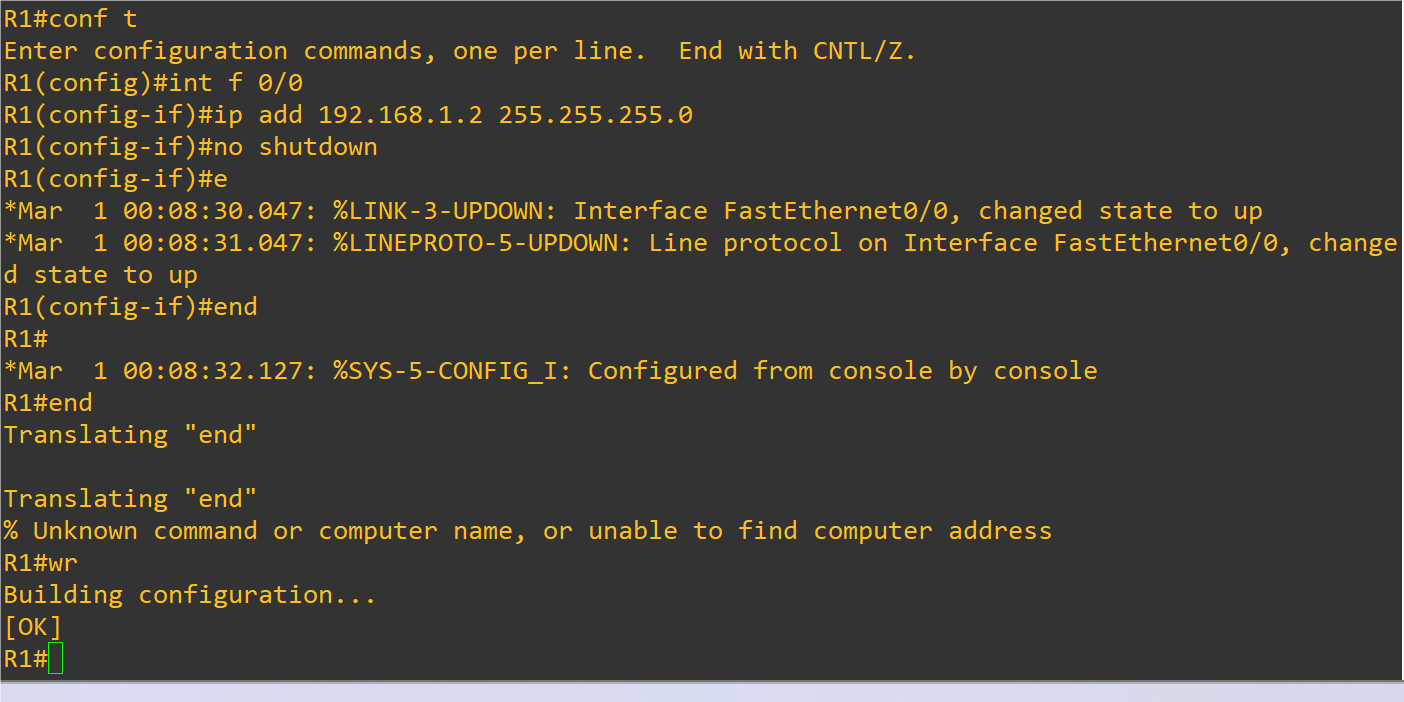 R1#conf t
Enter configuration commands, one per line.  End with CNTL/Z.
R1(config)#int f 0/0
R1(config-if)#ip add 192.168.1.2 255.255.255.0
R1(config-if)#no shutdown
R1(config-if)#e
*Mar  1 00:08:30.047: %LINK-3-UPDOWN: Interface FastEthernet0/0, changed state to up
*Mar  1 00:08:31.047: %LINEPROTO-5-UPDOWN: Line protocol on Interface FastEthernet0/0, change
d state to up
R1(config-if)#end
R1#
*Mar  1 00:08:32.127: %SYS-5-CONFIG_I: Configured from console by console
R1#end
Translating "end"

Translating "end"
% Unknown command or computer name, or unable to find computer address
R1#wr
Building configuration...
[OK]
R1#